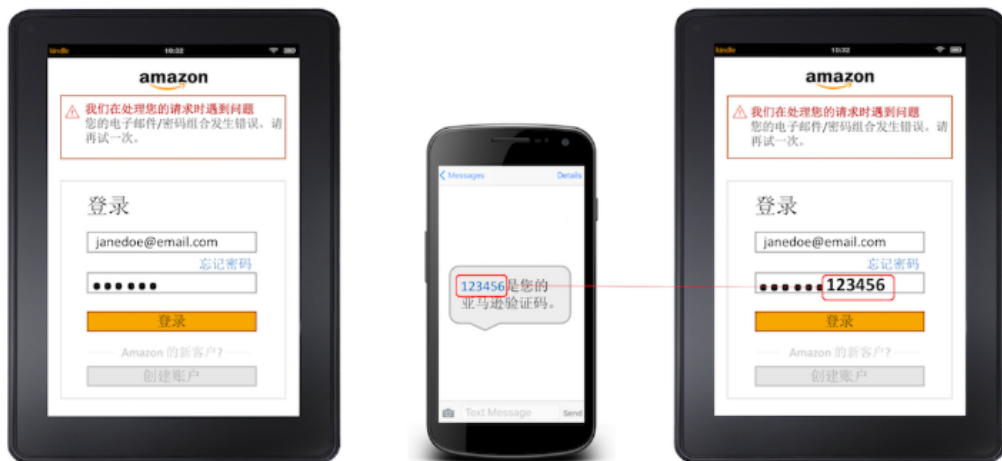 kindle
10:32
amazon
我们在处理您的请求时遇到问题
您的电子邮件/密码组合发生错误。请
再试一次。
登录
janedoe@email.com
忘记密码
登录
Amazon 的新客户?
创建账户
Messages
Details
123456是您的
亚马逊验证码。
Text Message
Send
kindle
10:32
amazon
我们在处理您的请求时遇到问题
您的电子邮件/密码组合发生错误。请
再试一次。
登录
janedoe@email.com
忘记密码
123456
登录
Amazon 的新客户?
创建账户